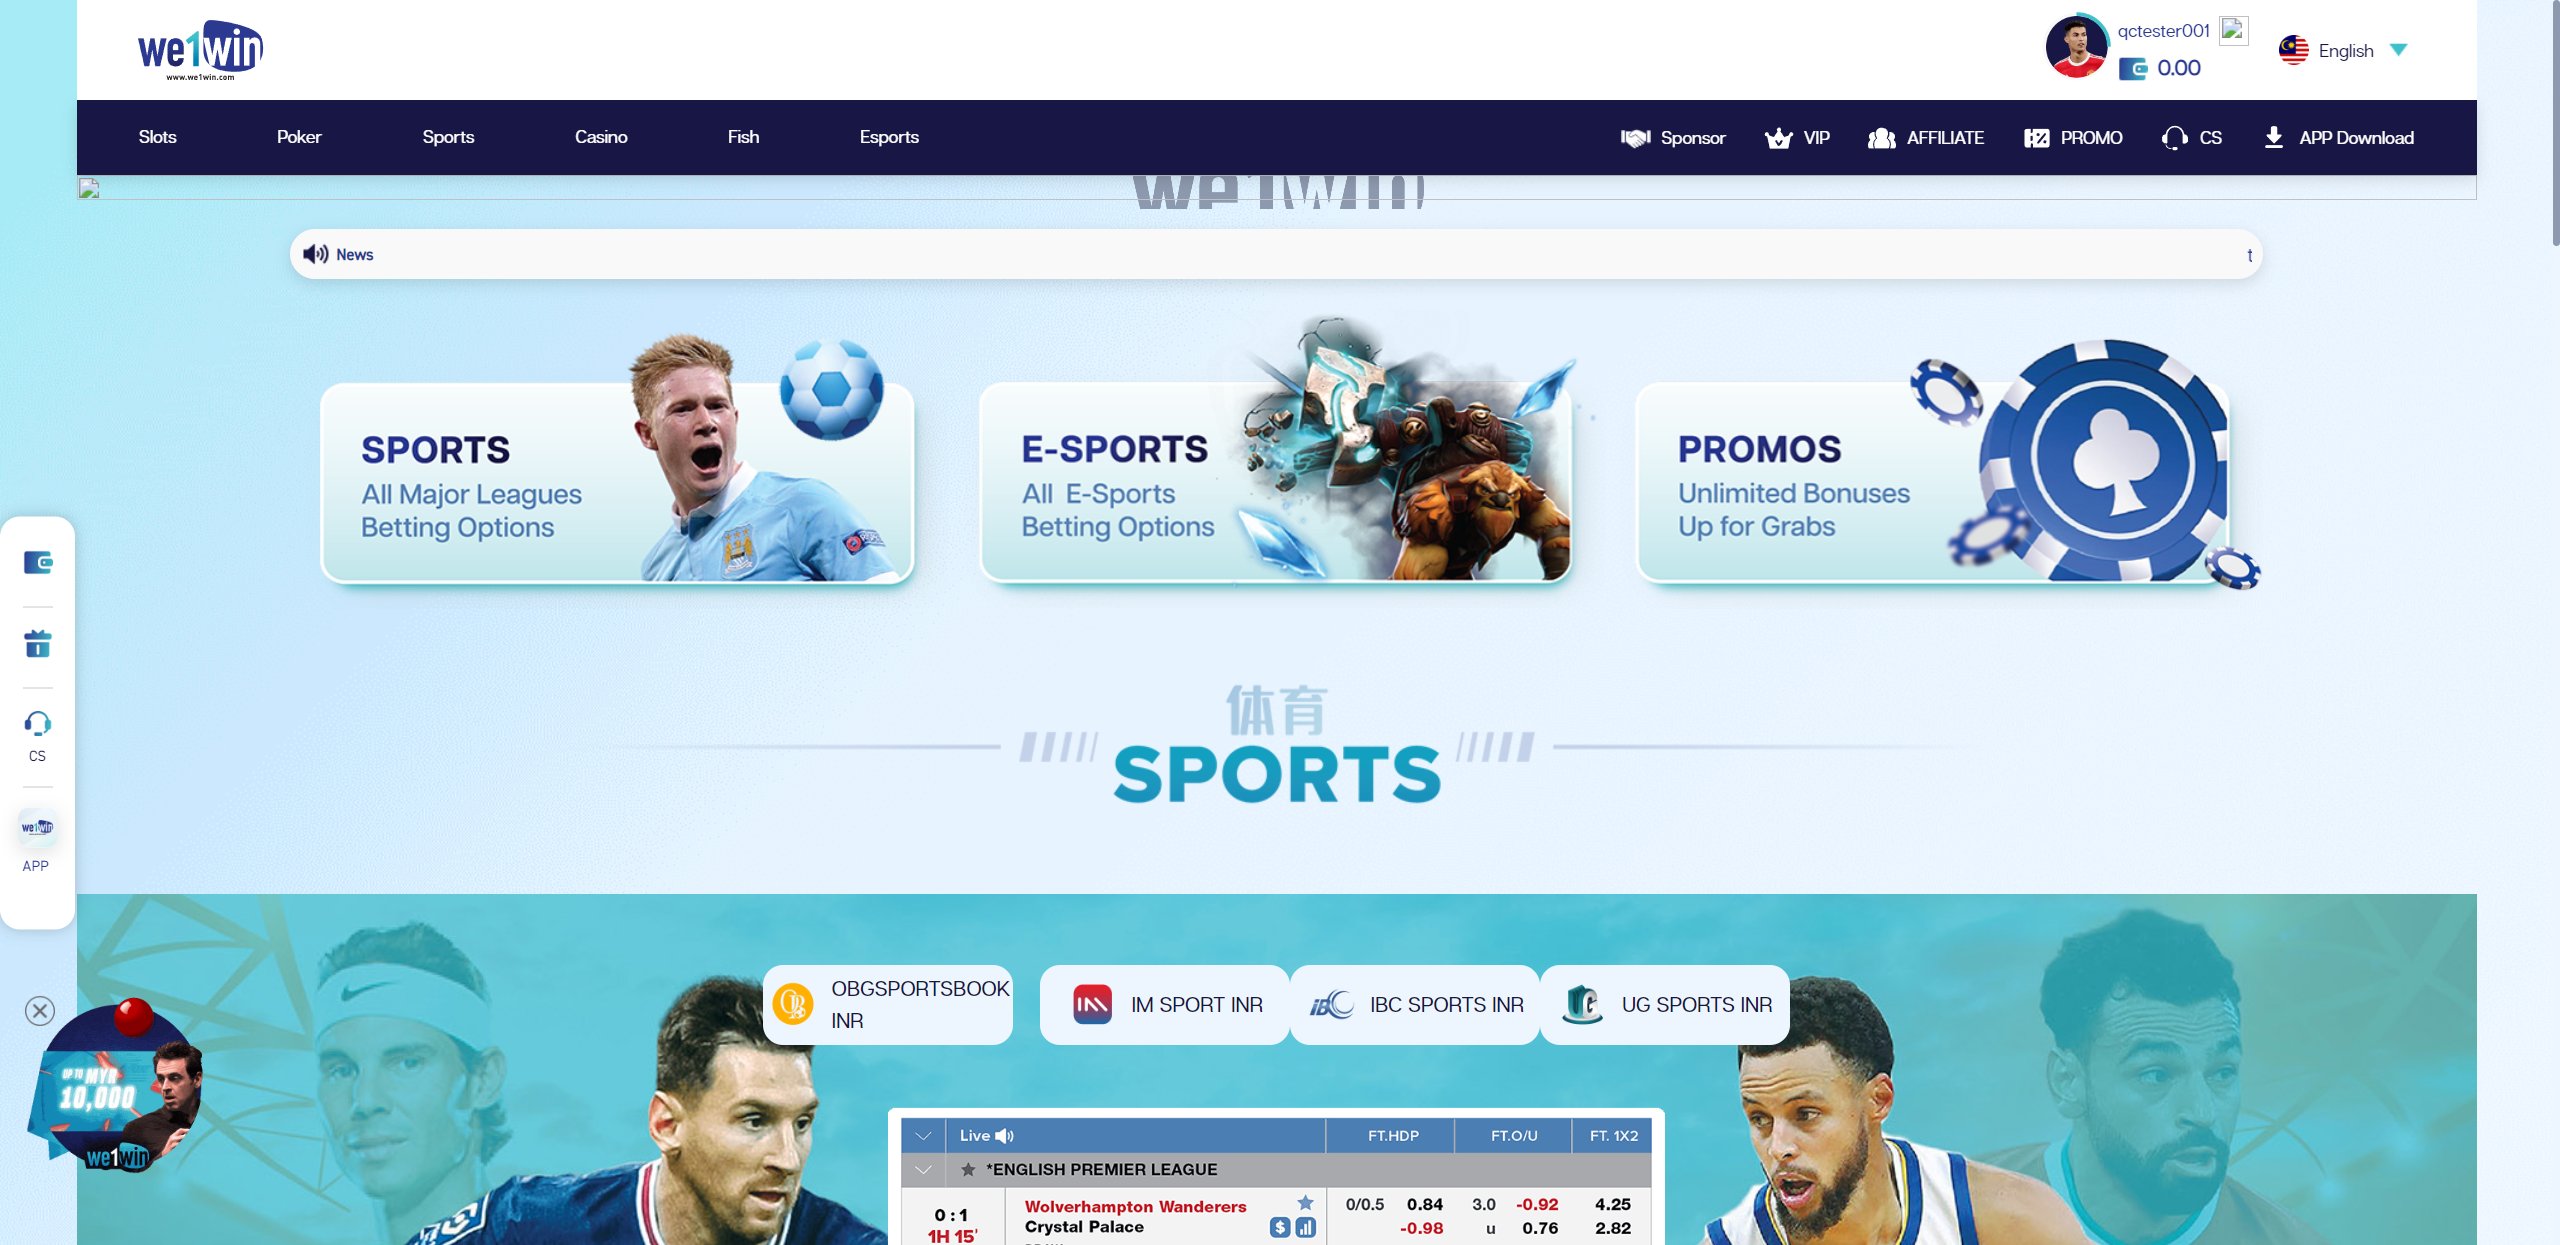 we1win
www.we1win.com
qctester001
0.00
English
Slots
Poker
Sports
Casino
Fish
Esports
Sponsor
VIP
AFFILIATE
PROMO
CS
APP Download
we1win
News
t
SPORTS
All Major Leagues
Betting Options
E-SPORTS
All E-Sports
Betting Options
PROMOS
Unlimited Bonuses
Up for Grabs
体育
SPORTS
CS
we1win
APP
OBGSPORTSBOOK
INR
IM SPORT INR
IBC SPORTS INR
UG SPORTS INR
UP TO MYR
10,000
we1win
Live
FT.HDP
FT.O/U
FT. 1X2
*ENGLISH PREMIER LEAGUE
0 : 1
1H 15'
Wolverhampton Wanderers
Crystal Palace
0/0.5 0.84
-0.98
3.0 -0.92
u 0.76
4.25
2.82